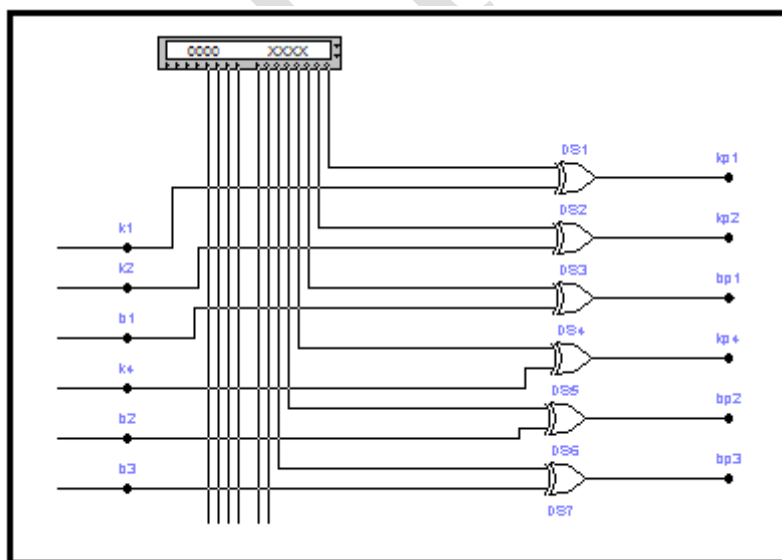 0000 XXXX
DS1
kp1
k1
DS2
kp2
k2
DS3
bp1
b1
DS4
kp4
k4
DS5
bp2
b2
DS6
bp3
b3
DS7